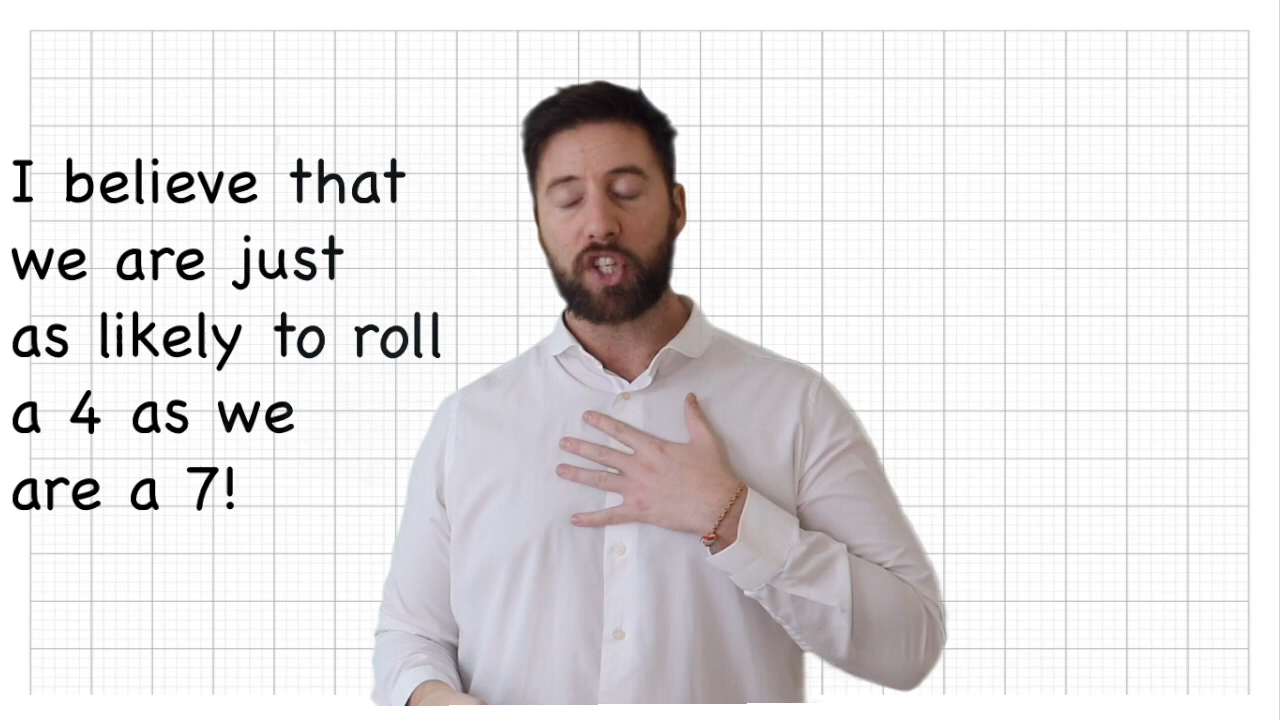 I believe that
we are just
as likely to roll
a 4 as we
are a 7!